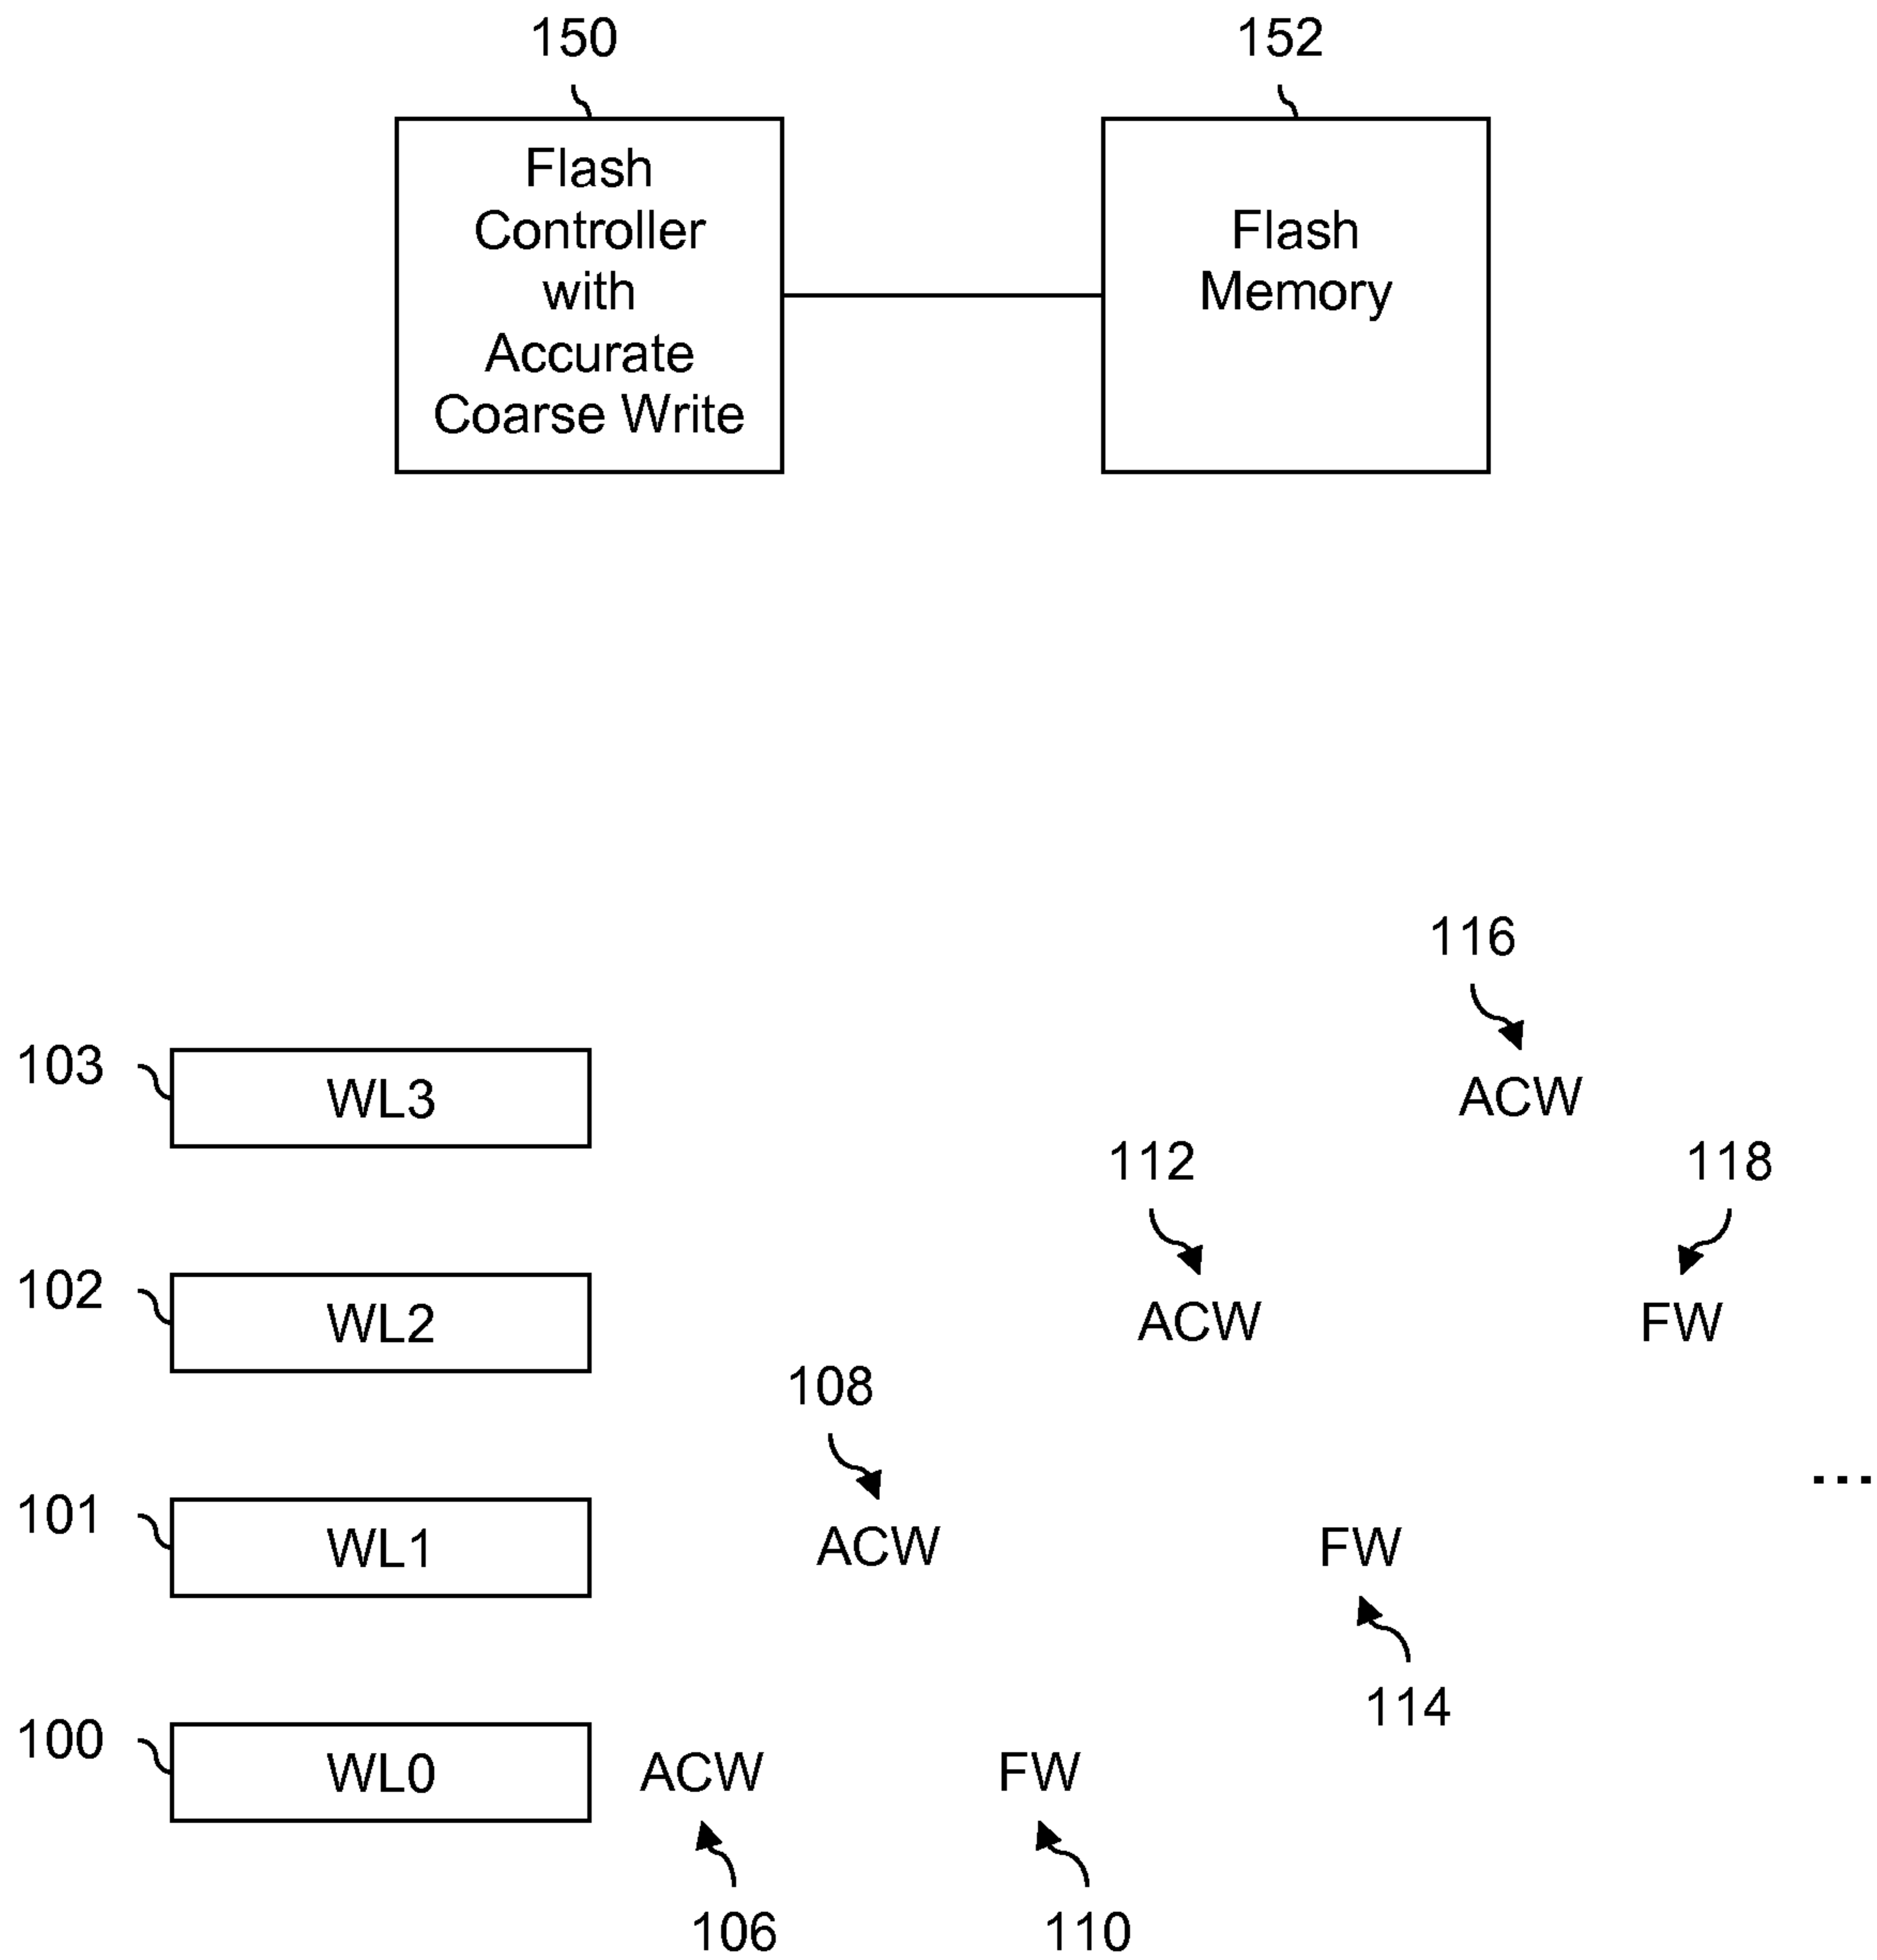 150 152
Flash
Controller
with
Accurate
Coarse Write
Flash
Memory
116
103 WL3 ACW
112 118
102 WL2 ACW FW
108
...
101 WL1 ACW FW
114
100 WL0 ACW FW
106 110